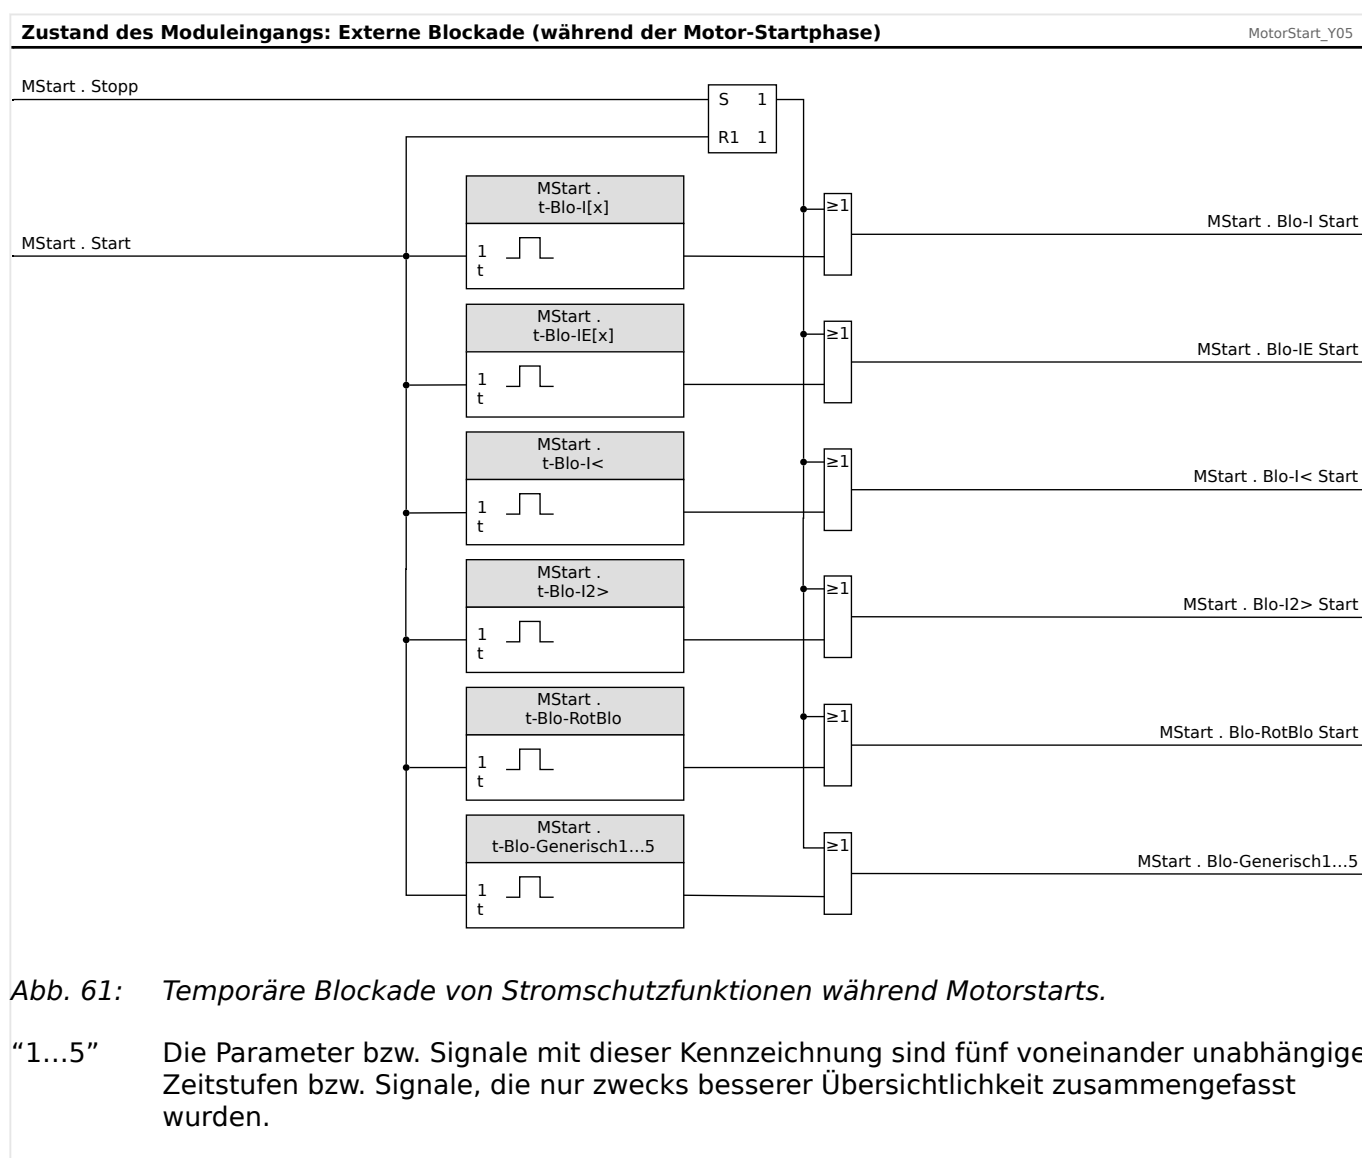 Zustand des Moduleingangs: Externe Blockade (während der Motor-Startphase)
MotorStart_Y05
MStart . Stopp
S 1
R1 1
MStart .
t-Blo-I[x]
≥1
MStart . Blo-I Start
MStart . Start
1
t
MStart .
t-Blo-IE[x]
≥1
MStart . Blo-IE Start
1
t
MStart .
t-Blo-I<
≥1
MStart . Blo-I< Start
1
t
MStart .
t-Blo-I2>
≥1
MStart . Blo-I2> Start
1
t
MStart .
t-Blo-RotBlo
≥1
MStart . Blo-RotBlo Start
1
t
MStart .
t-Blo-Generisch1...5
≥1
MStart . Blo-Generisch1...5
1
t
Abb. 61: Temporäre Blockade von Stromschutzfunktionen während Motorstarts.
“1...5” Die Parameter bzw. Signale mit dieser Kennzeichnung sind fünf voneinander unabhängige
Zeitstufen bzw. Signale, die nur zwecks besserer Übersichtlichkeit zusammengefasst
wurden.